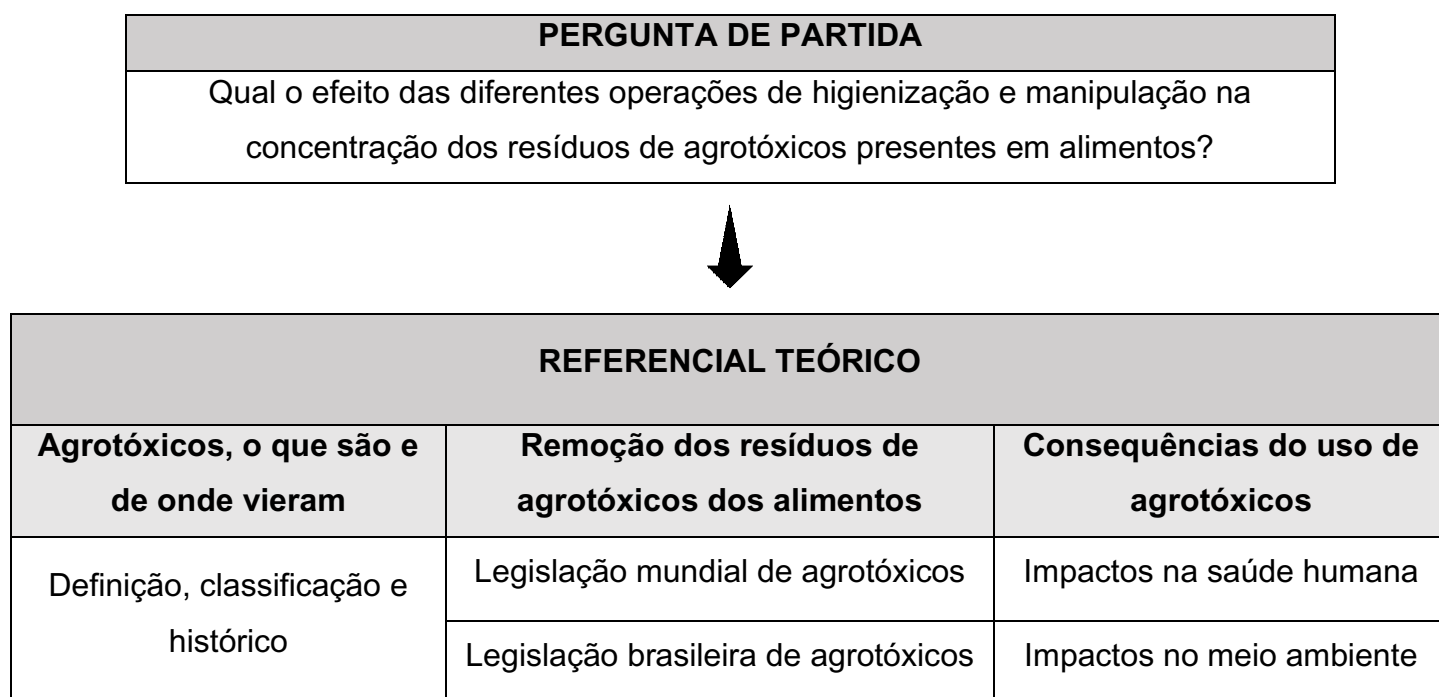 PERGUNTA DE PARTIDA
Qual o efeito das diferentes operações de higienização e manipulação na
concentração dos resíduos de agrotóxicos presentes em alimentos?
REFERENCIAL TEÓRICO
Agrotóxicos, o que são e
de onde vieram
Remoção dos resíduos de
agrotóxicos dos alimentos
Consequências do uso de
agrotóxicos
Definição, classificação e
histórico
Legislação mundial de agrotóxicos
Impactos na saúde humana
Legislação brasileira de agrotóxicos
Impactos no meio ambiente